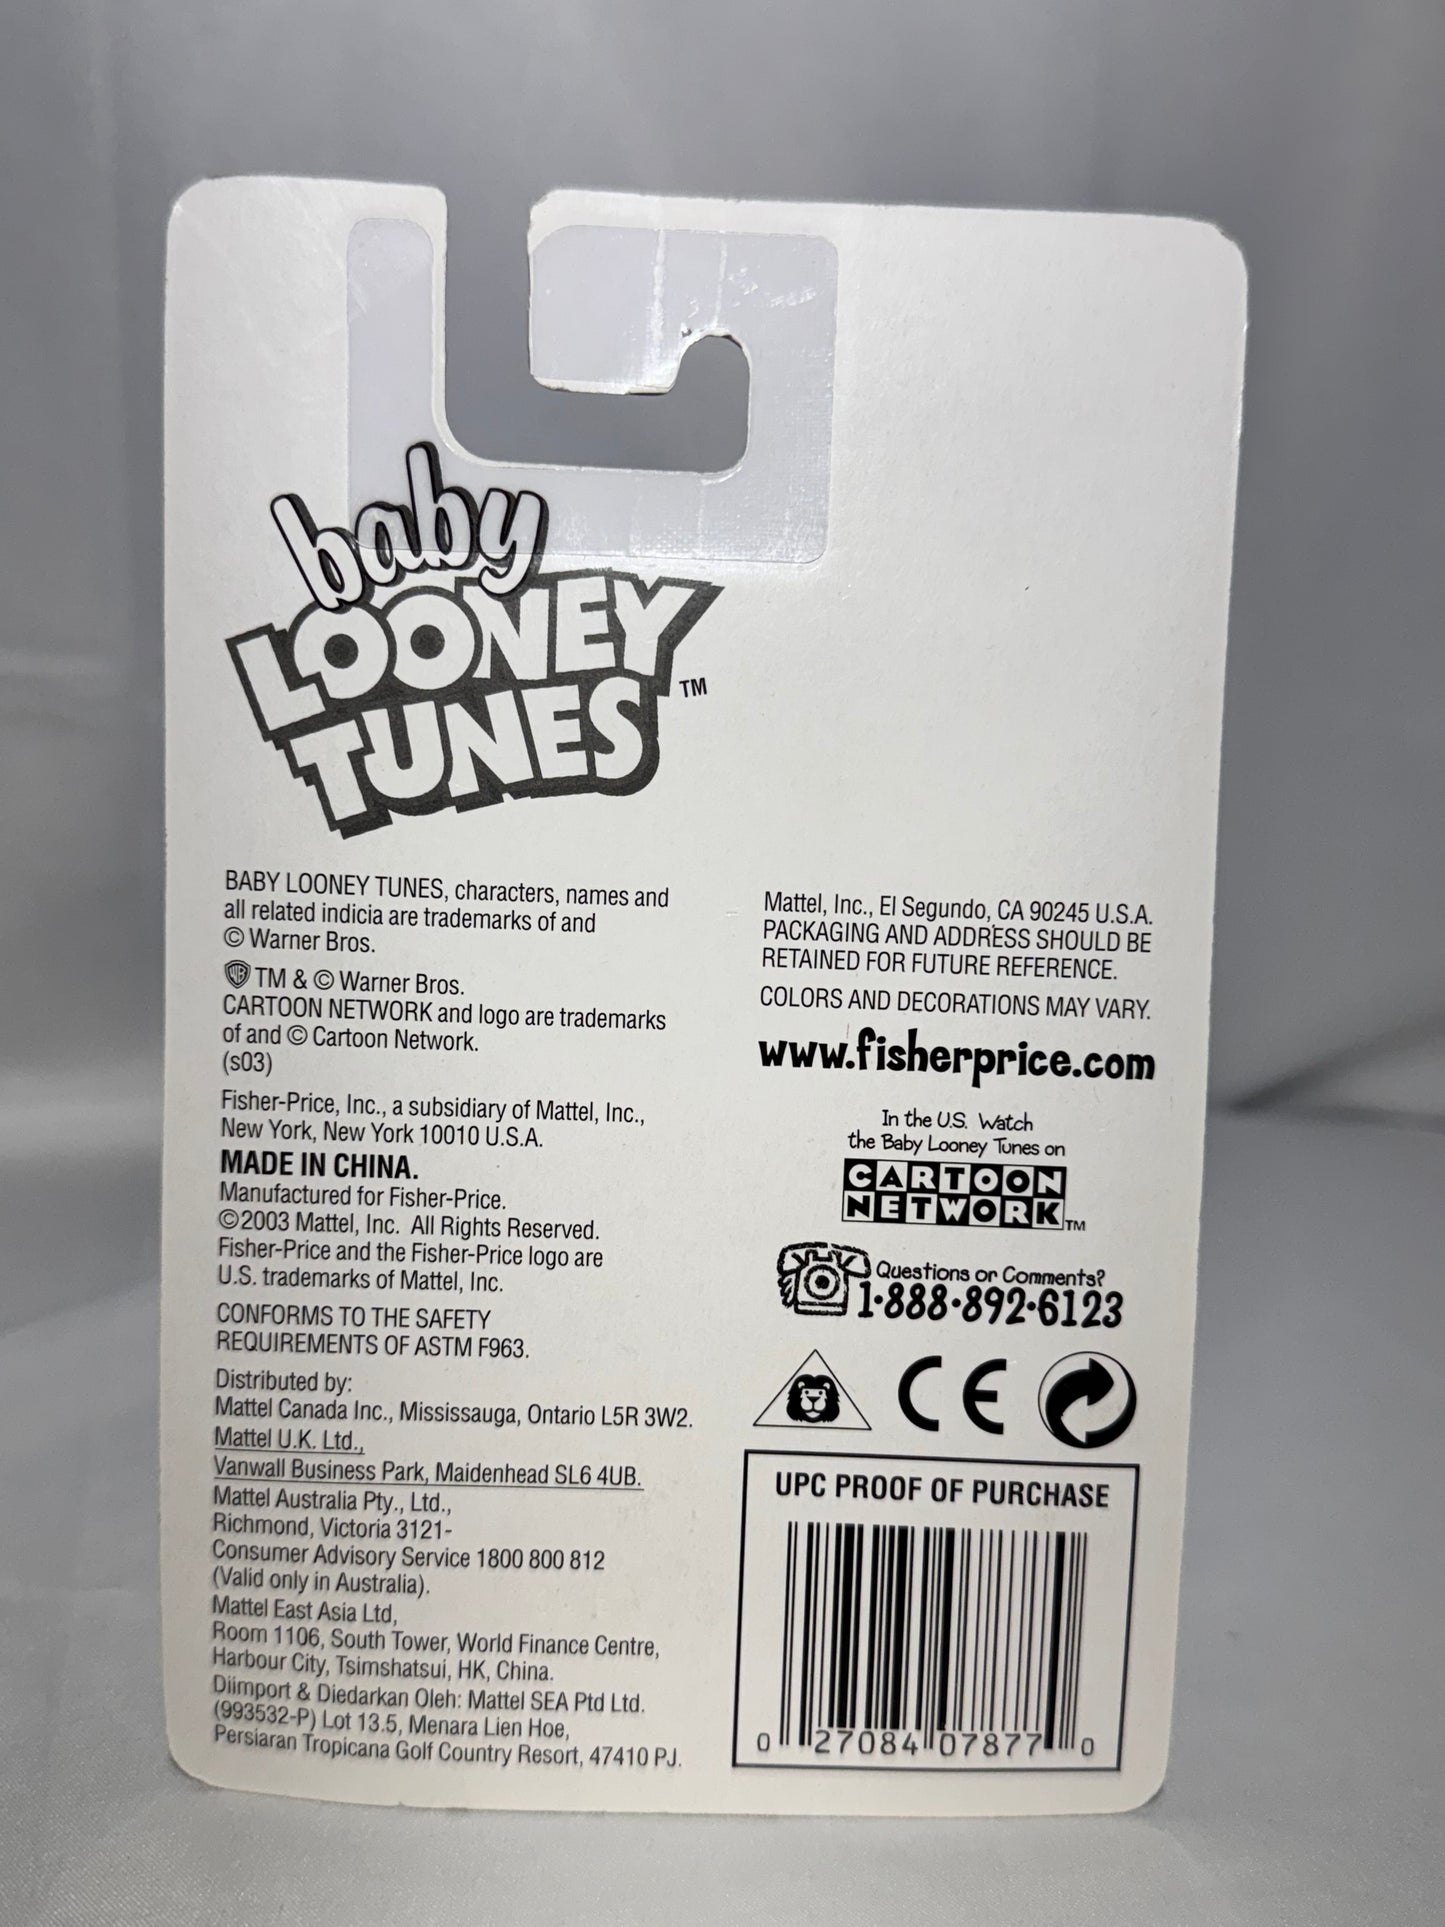 baby
LOONEY
TUNES™
BABY LOONEY TUNES, characters, names and
all related indicia are trademarks of and
© Warner Bros.
WB TM & © Warner Bros.
CARTOON NETWORK and logo are trademarks
of and © Cartoon Network.
(s03)
Fisher-Price, Inc., a subsidiary of Mattel, Inc.,
New York, New York 10010 U.S.A.
MADE IN CHINA.
Manufactured for Fisher-Price.
©2003 Mattel, Inc. All Rights Reserved.
Fisher-Price and the Fisher-Price logo are
U.S. trademarks of Mattel, Inc.
CONFORMS TO THE SAFETY
REQUIREMENTS OF ASTM F963.
Distributed by:
Mattel Canada Inc., Mississauga, Ontario L5R 3W2.
Mattel U.K. Ltd.,
Vanwall Business Park, Maidenhead SL6 4UB.
Mattel Australia Pty., Ltd.,
Richmond, Victoria 3121-
Consumer Advisory Service 1800 800 812
(Valid only in Australia).
Mattel East Asia Ltd,
Room 1106, South Tower, World Finance Centre,
Harbour City, Tsimshatsui, HK, China.
Diimport & Diedarkan Oleh: Mattel SEA Ptd Ltd.
(993532-P) Lot 13.5, Menara Lien Hoe,
Persiaran Tropicana Golf Country Resort, 47410 PJ.
Mattel, Inc., El Segundo, CA 90245 U.S.A.
PACKAGING AND ADDRESS SHOULD BE
RETAINED FOR FUTURE REFERENCE.
COLORS AND DECORATIONS MAY VARY.
www.fisherprice.com
In the U.S. Watch
the Baby Looney Tunes on
CARTOON
NETWORK™
Questions or Comments?
1·888·892·6123
CE
UPC PROOF OF PURCHASE
0 27084 07877 0